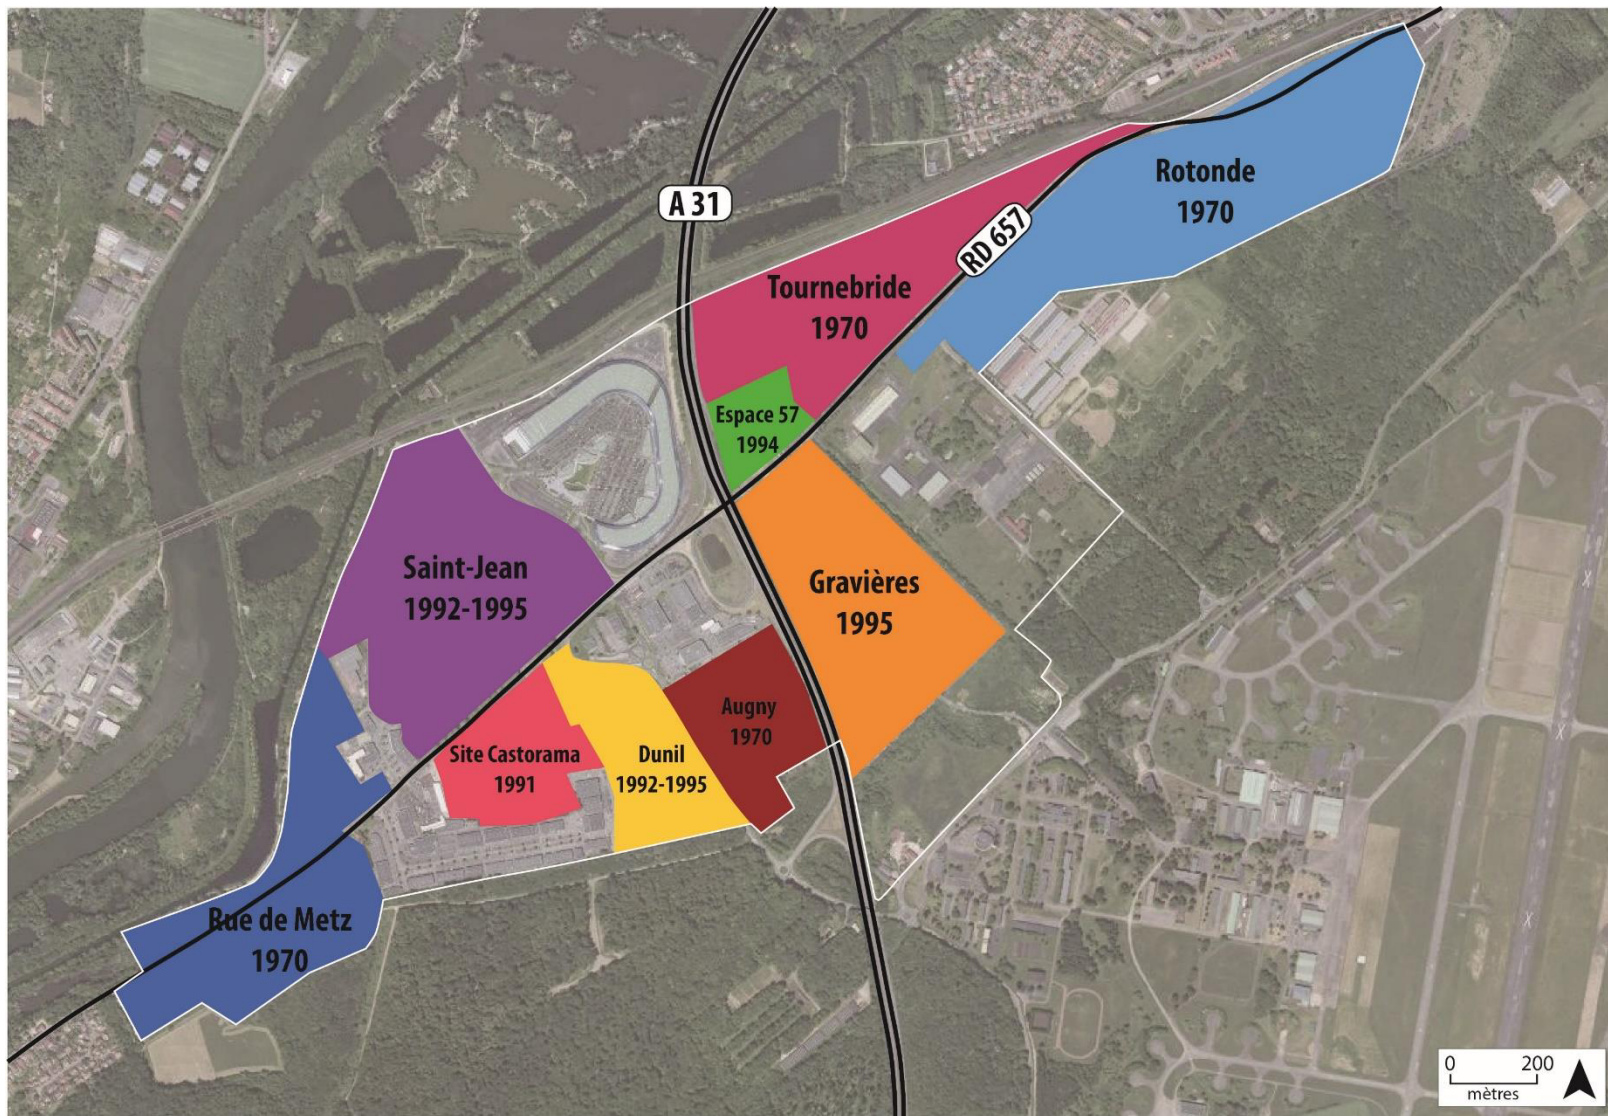 A 31
Rotonde
1970
RD 657
Tournebride
1970
Espace 57
1994
Saint-Jean
1992-1995
Gravières
1995
Augny
1970
Site Castorama
1991
Dunil
1992-1995
Rue de Metz
1970
0 200
mètres